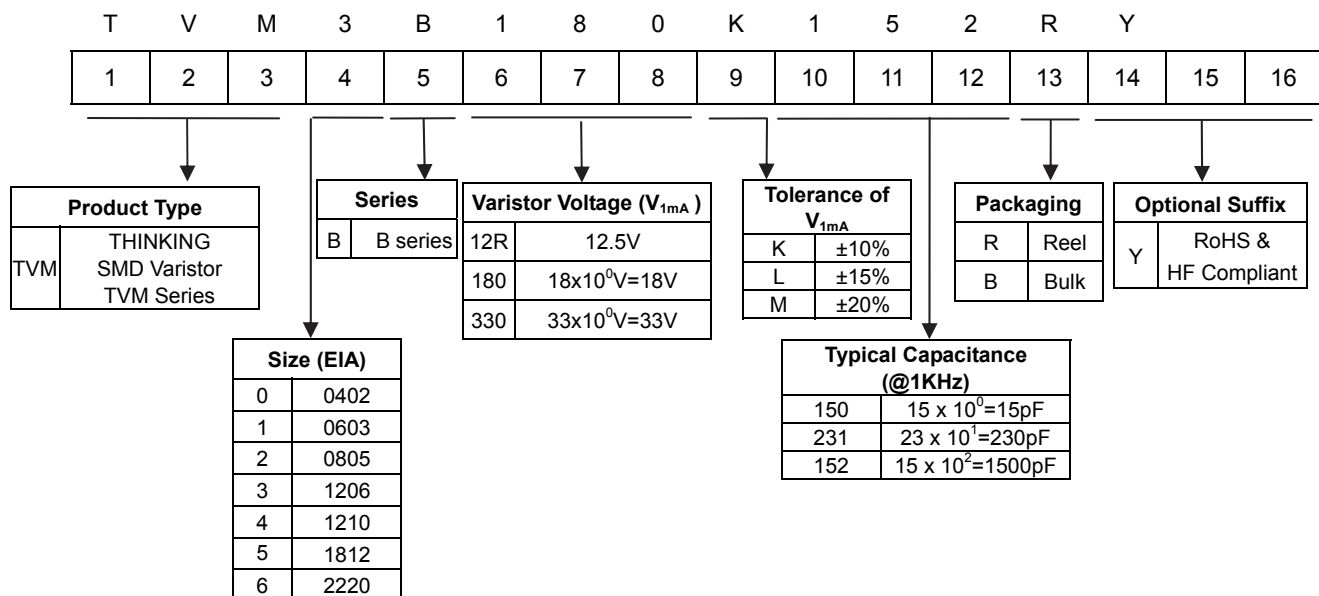 T V M 3 B 1 8 0 K 1 5 2 R Y
1 2 3 4 5 6 7 8 9 10 11 12 13 14 15 16
Product Type
TVM THINKING
SMD Varistor
TVM Series
Size (EIA)
0 0402
1 0603
2 0805
3 1206
4 1210
5 1812
6 2220
Series
B B series
Varistor Voltage (V₁ₘA )
12R 12.5V
180 18x10⁰V=18V
330 33x10⁰V=33V
Tolerance of
V₁ₘA
K ±10%
L ±15%
M ±20%
Typical Capacitance
(@1KHz)
150 15 x 10⁰=15pF
231 23 x 10¹=230pF
152 15 x 10²=1500pF
Packaging
R Reel
B Bulk
Optional Suffix
Y RoHS &
HF Compliant